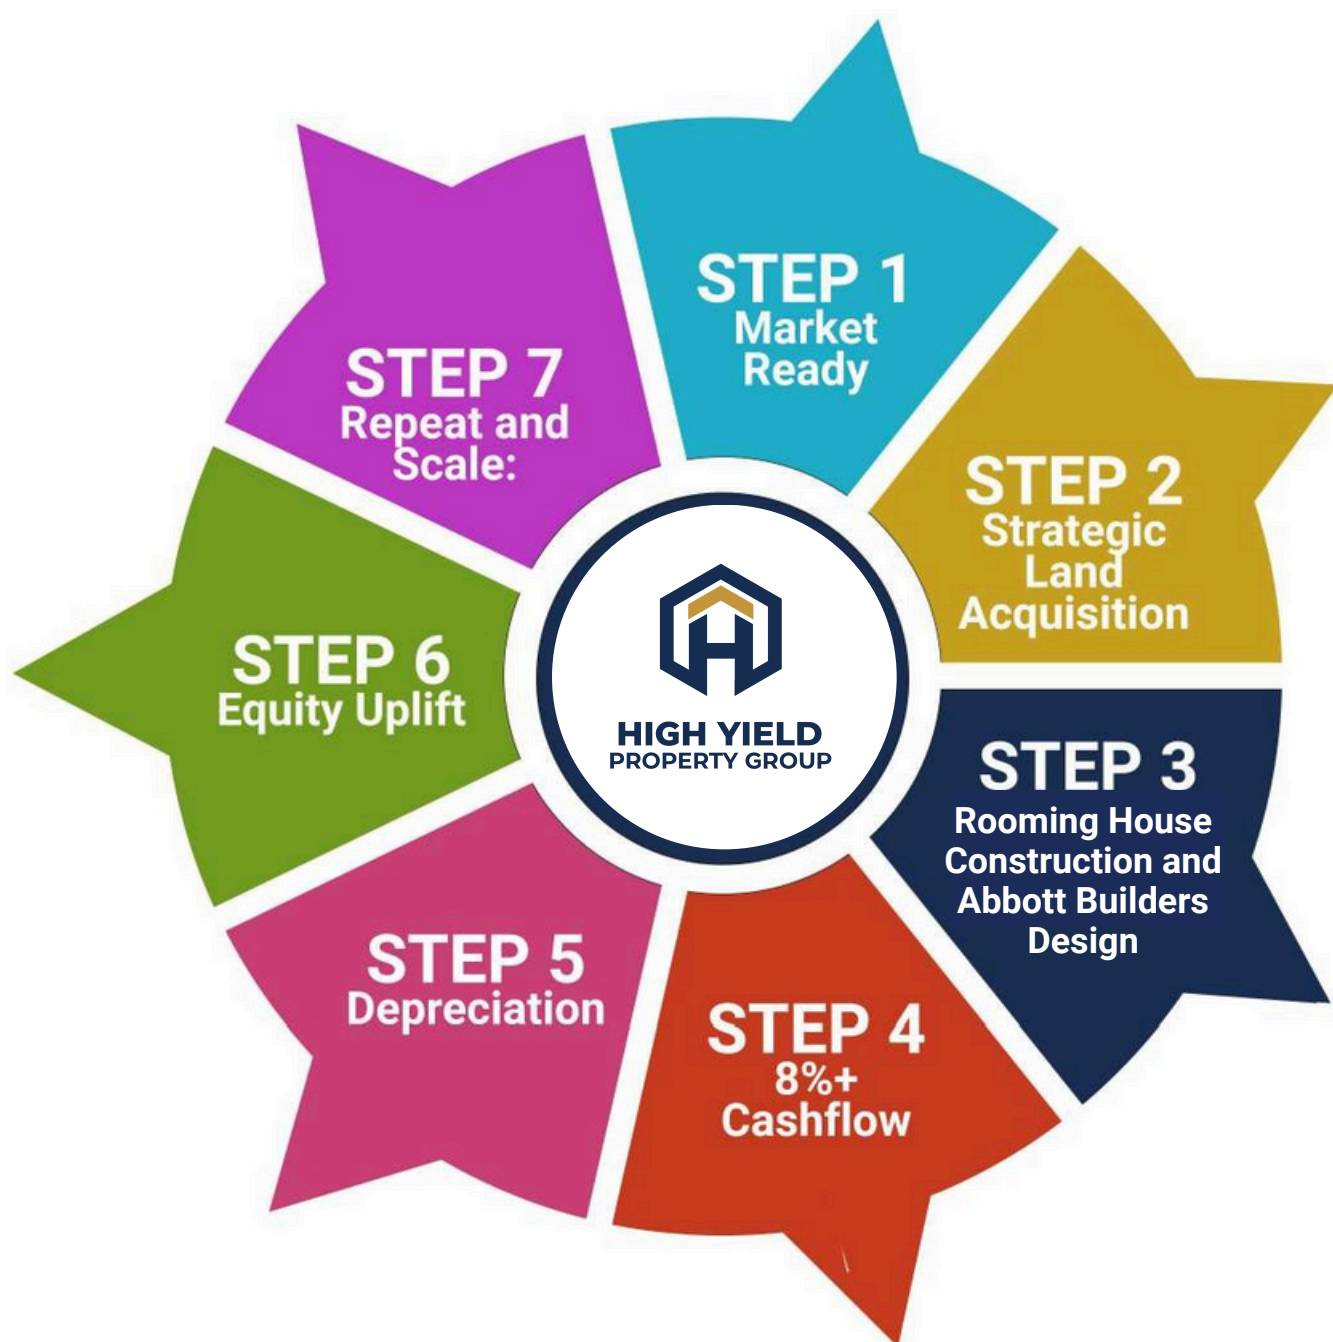 STEP 1
Market
Ready
STEP 2
Strategic
Land
Acquisition
STEP 3
Rooming House
Construction and
Abbott Builders
Design
STEP 4
8%+
Cashflow
STEP 5
Depreciation
STEP 6
Equity Uplift
STEP 7
Repeat and
Scale:
HIGH YIELD
PROPERTY GROUP